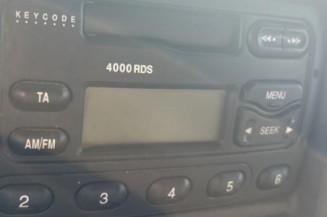 KEYCODE
4000 RDS
TA
MENU
SEEK
AM/FM
2 3 4 5 6